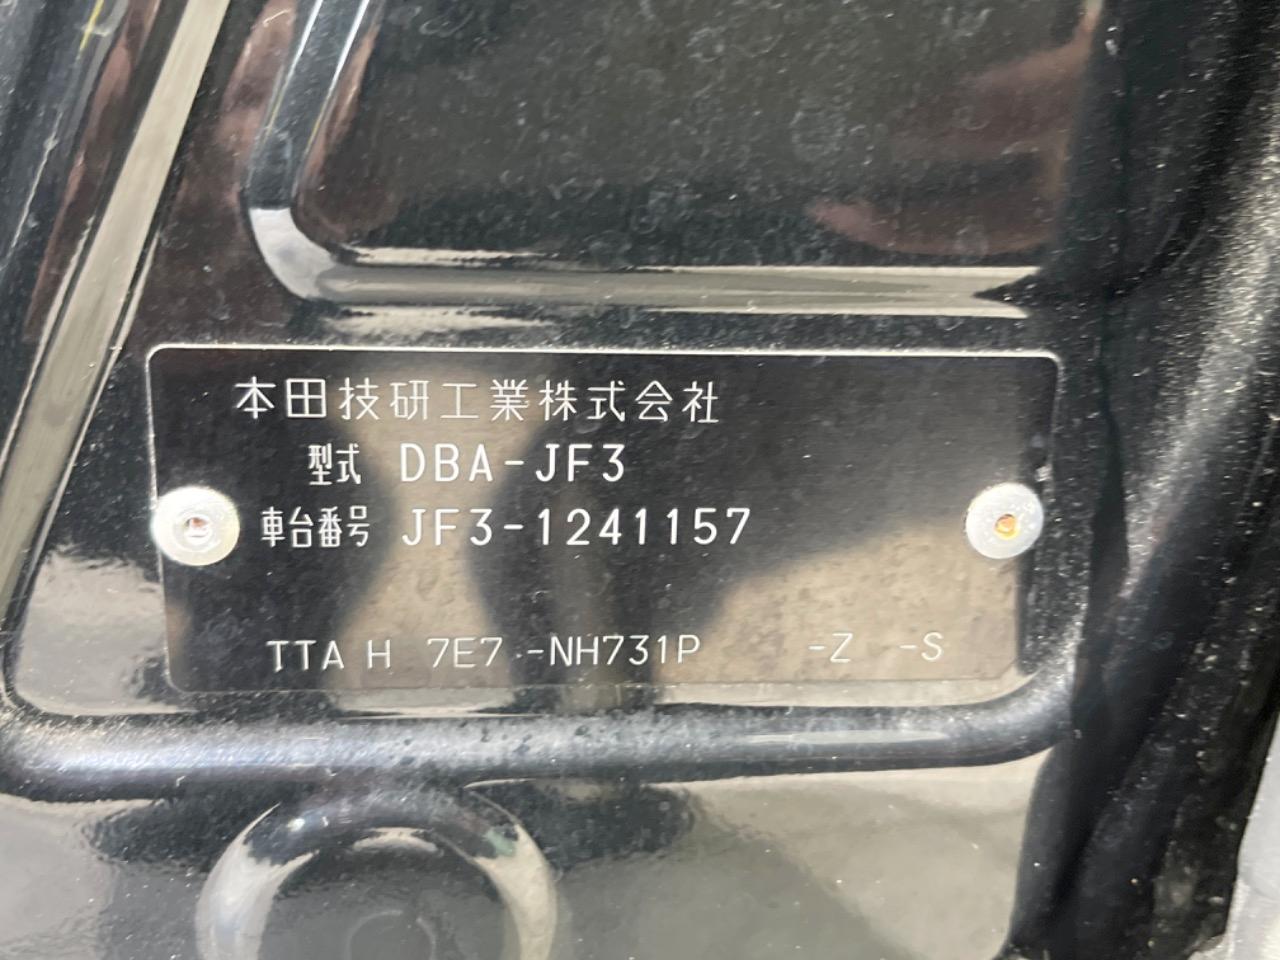 本田技研工業株式会社
型式 DBA-JF3
車台番号 JF3-1241157
TTA H 7E7 -NH731P -Z -S